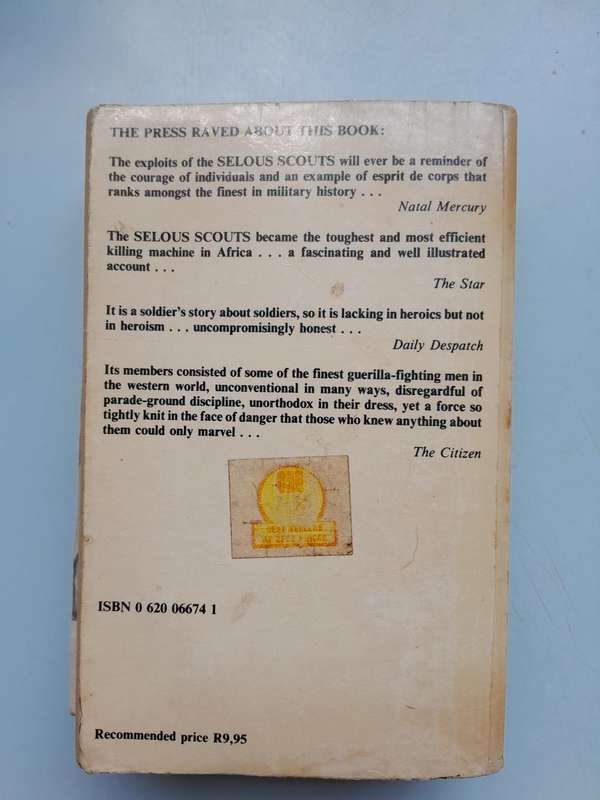 THE PRESS RAVED ABOUT THIS BOOK:
The exploits of the SELOUS SCOUTS will ever be a reminder of
the courage of individuals and an example of esprit de corps that
ranks amongst the finest in military history . . .
Natal Mercury
The SELOUS SCOUTS became the toughest and most efficient
killing machine in Africa . . . a fascinating and well illustrated
account . . .
The Star
It is a soldier's story about soldiers, so it is lacking in heroics but not
in heroism . . . uncompromisingly honest . . .
Daily Despatch
Its members consisted of some of the finest guerilla-fighting men in
the western world, unconventional in many ways, disregardful of
parade-ground discipline, unorthodox in their dress, yet a force so
tightly knit in the face of danger that those who knew anything about
them could only marvel . . .
The Citizen
BEST SELLERS
ISBN 0 620 06674 1
Recommended price R9,95